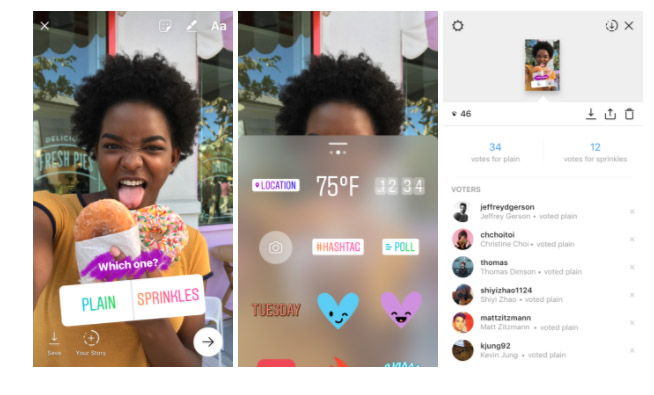 Aa
DELICIO
FRESH PIES
Which one?
PLAIN
SPRINKLES
Save
Your Story
LOCATION
75°F
12 34
#HASHTAG
POLL
TUESDAY
46
34
votes for plain
12
votes for sprinkles
VOTERS
jeffreydgerson
Jeffrey Gerson • voted plain
chchoitoi
Christine Choi • voted plain
thomas
Thomas Dimson • voted plain
shiyizhao1124
Shiyi Zhao • voted plain
mattzitzmann
Matt Zitzmann • voted plain
kjung92
Kevin Jung • voted plain